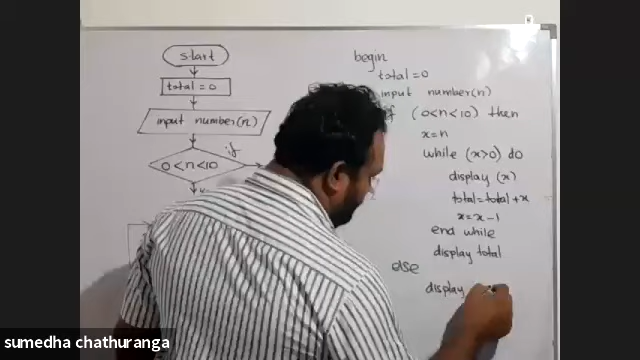 start
total = 0
input number(n)
if
0 < n < 10
begin
total = 0
input number(n)
(0<n<10) then
x=n
while (x>0) do
display (x)
total=total+x
x=x-1
end while
display total
else
display
sumedha chathuranga